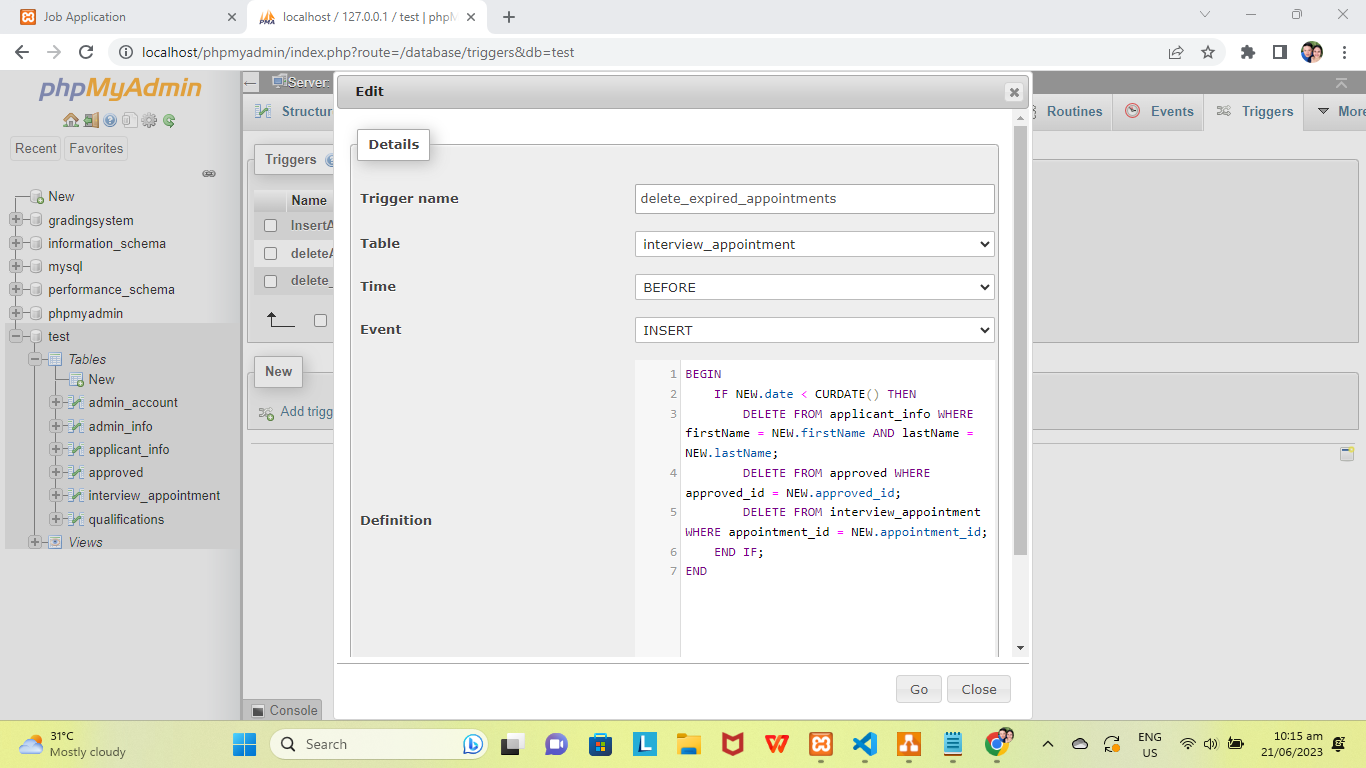 Job Application
localhost / 127.0.0.1 / test | phpM
localhost/phpmyadmin/index.php?route=/database/triggers&db=test
phpMyAdmin
Recent
Favorites
New
gradingsystem
information_schema
mysql
performance_schema
phpmyadmin
test
Tables
New
admin_account
admin_info
applicant_info
approved
interview_appointment
qualifications
Views
Server:
Structur
Routines
Events
Triggers
More
Triggers
Name
InsertA
deleteA
delete_
New
Add trigg
Console
Edit
Details
Trigger name
delete_expired_appointments
Table
interview_appointment
Time
BEFORE
Event
INSERT
Definition
1 BEGIN
2 IF NEW.date < CURDATE() THEN
3 DELETE FROM applicant_info WHERE
firstName = NEW.firstName AND lastName =
NEW.lastName;
4 DELETE FROM approved WHERE
approved_id = NEW.approved_id;
5 DELETE FROM interview_appointment
WHERE appointment_id = NEW.appointment_id;
6 END IF;
7 END
Go
Close
31°C
Mostly cloudy
Search
ENG
US
10:15 am
21/06/2023